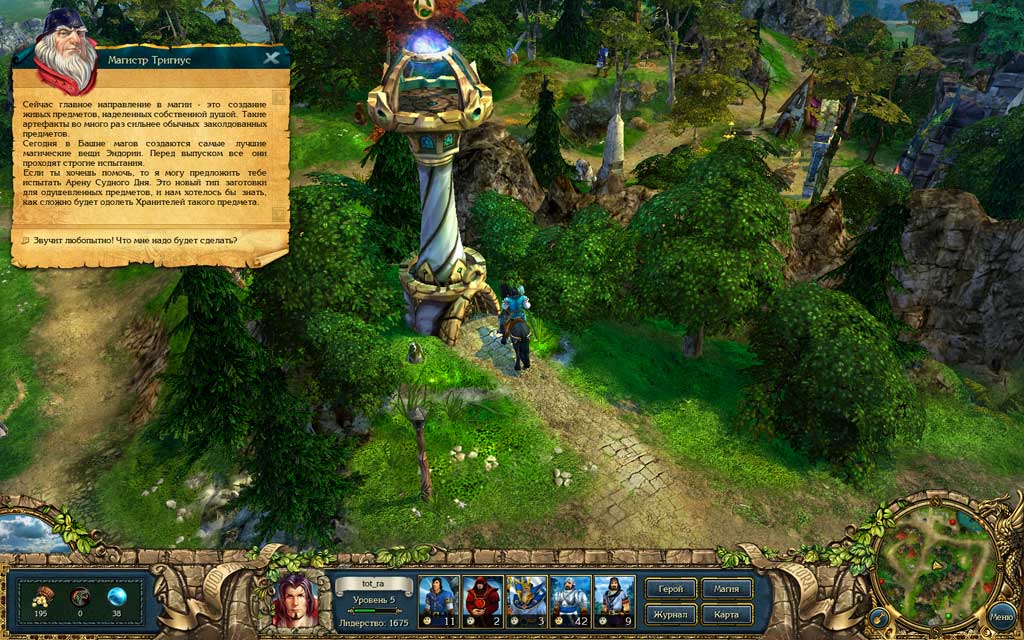 Магистр Тригиус
Сейчас главное направление в магии - это создание
живых предметов, наделенных собственной душой. Такие
артефакты во много раз сильнее обычных заколдованных
предметов.
Сегодня в Башне магов создаются самые лучшие
магические вещи Эндории. Перед выпуском все они
проходят строгие испытания.
Если ты хочешь помочь, то я могу предложить тебе
испытать Арену Судного Дня. Это новый тип заготовки
для одушевленных предметов, и нам хотелось бы знать,
как сложно будет одолеть Хранителей такого предмета.
Звучит любопытно! Что мне надо будет сделать?
195 0 38
tot_ra
Уровень 5
Лидерство: 1675
11 2 3 42 9
Герой Магия
Журнал Карта
Меню